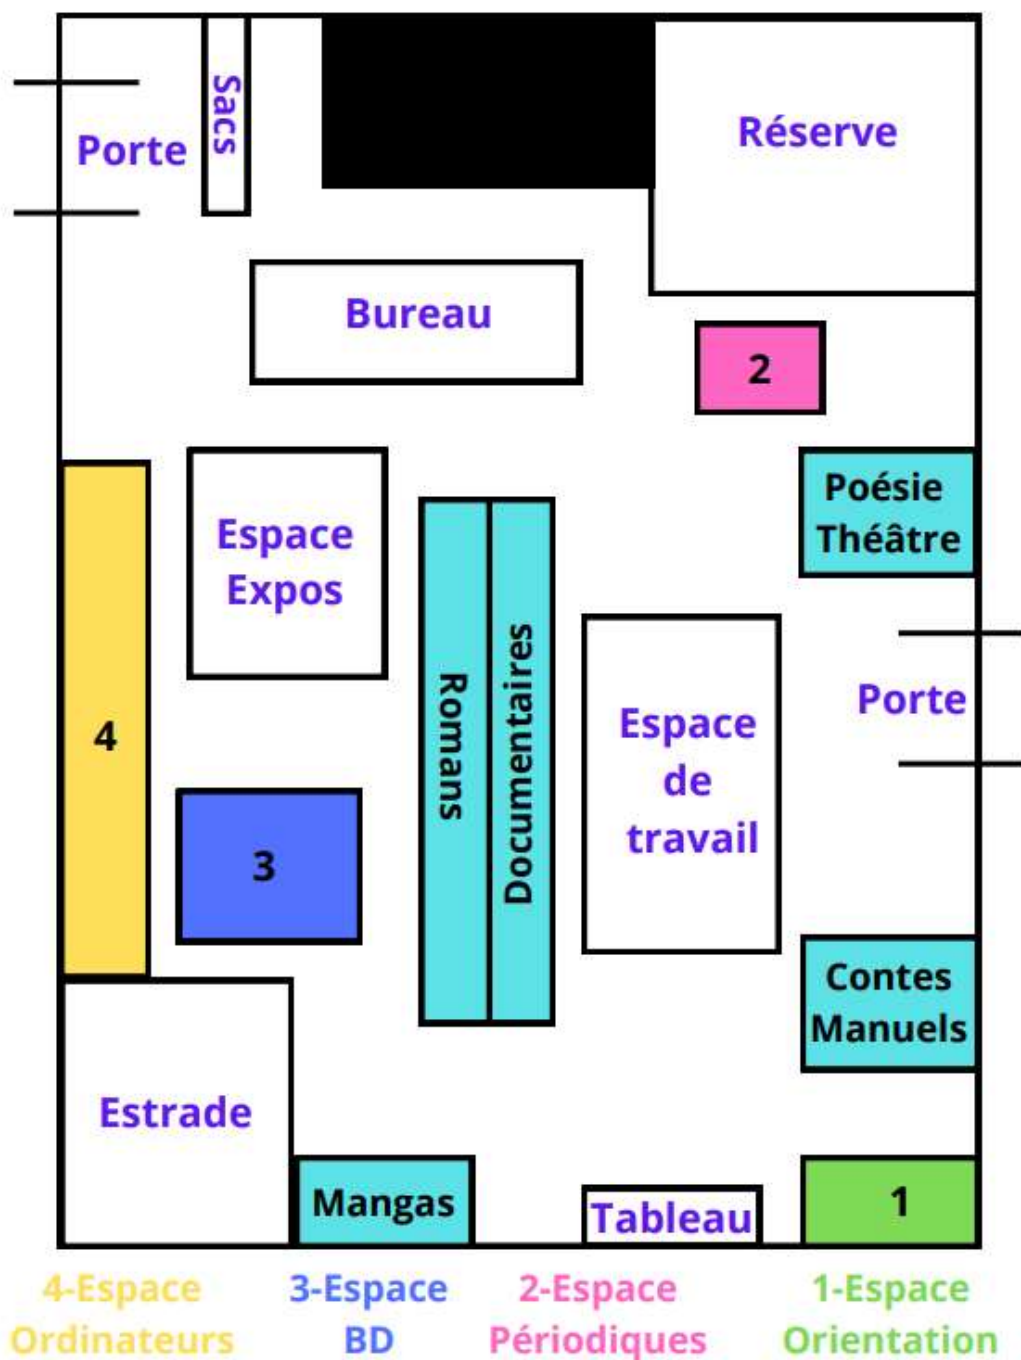 Sacs
Porte
Réserve
Bureau
2
Poésie
Théâtre
Espace
Expos
4
Romans
Documentaires
Espace
de
travail
Porte
3
Contes
Manuels
Estrade
Mangas
Tableau
1
4-Espace
Ordinateurs
3-Espace
BD
2-Espace
Périodiques
1-Espace
Orientation